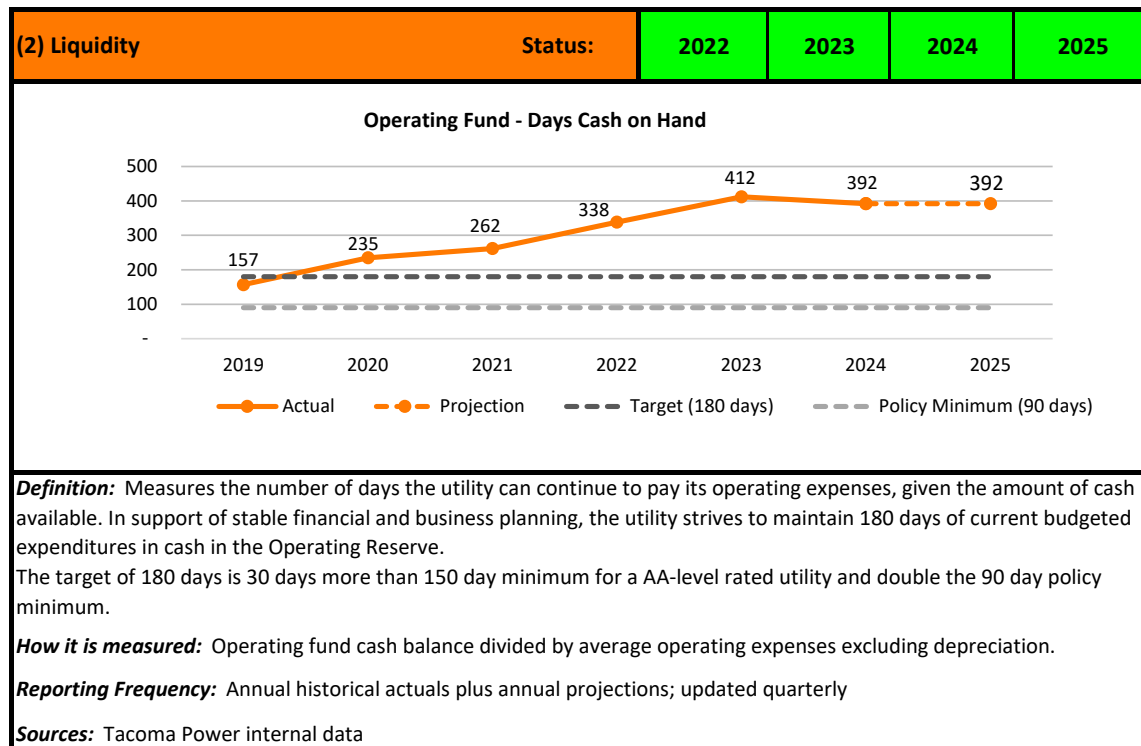 (2) Liquidity Status: 2022 2023 2024 2025
Operating Fund - Days Cash on Hand
500
400
300
200
100
-
157 235 262 338 412 392 392
2019 2020 2021 2022 2023 2024 2025
Actual Projection Target (180 days) Policy Minimum (90 days)
Definition: Measures the number of days the utility can continue to pay its operating expenses, given the amount of cash
available. In support of stable financial and business planning, the utility strives to maintain 180 days of current budgeted
expenditures in cash in the Operating Reserve.
The target of 180 days is 30 days more than 150 day minimum for a AA-level rated utility and double the 90 day policy
minimum.
How it is measured: Operating fund cash balance divided by average operating expenses excluding depreciation.
Reporting Frequency: Annual historical actuals plus annual projections; updated quarterly
Sources: Tacoma Power internal data